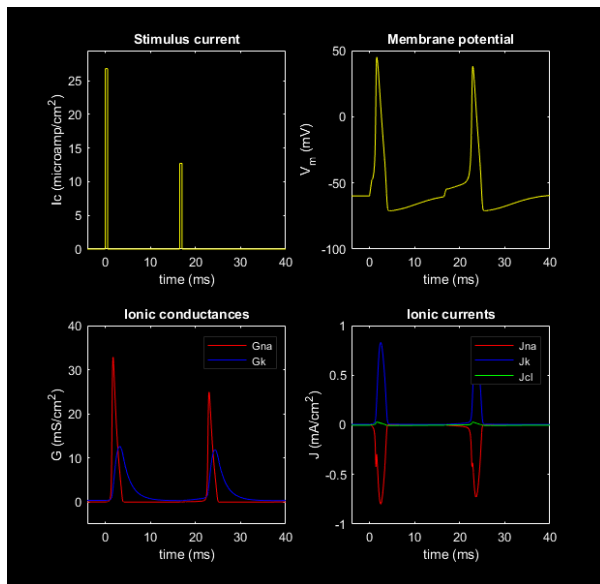 Stimulus current
Ic (microamp/cm²)
25
20
15
10
5
0
0 10 20 30 40
time (ms)
Membrane potential
Vₘ (mV)
50
0
-50
-100
0 10 20 30 40
time (ms)
Ionic conductances
G (mS/cm²)
40
30
20
10
0
Gna
Gk
0 10 20 30 40
time (ms)
Ionic currents
J (mA/cm²)
1
0.5
0
-0.5
-1
Jna
Jk
Jcl
0 10 20 30 40
time (ms)